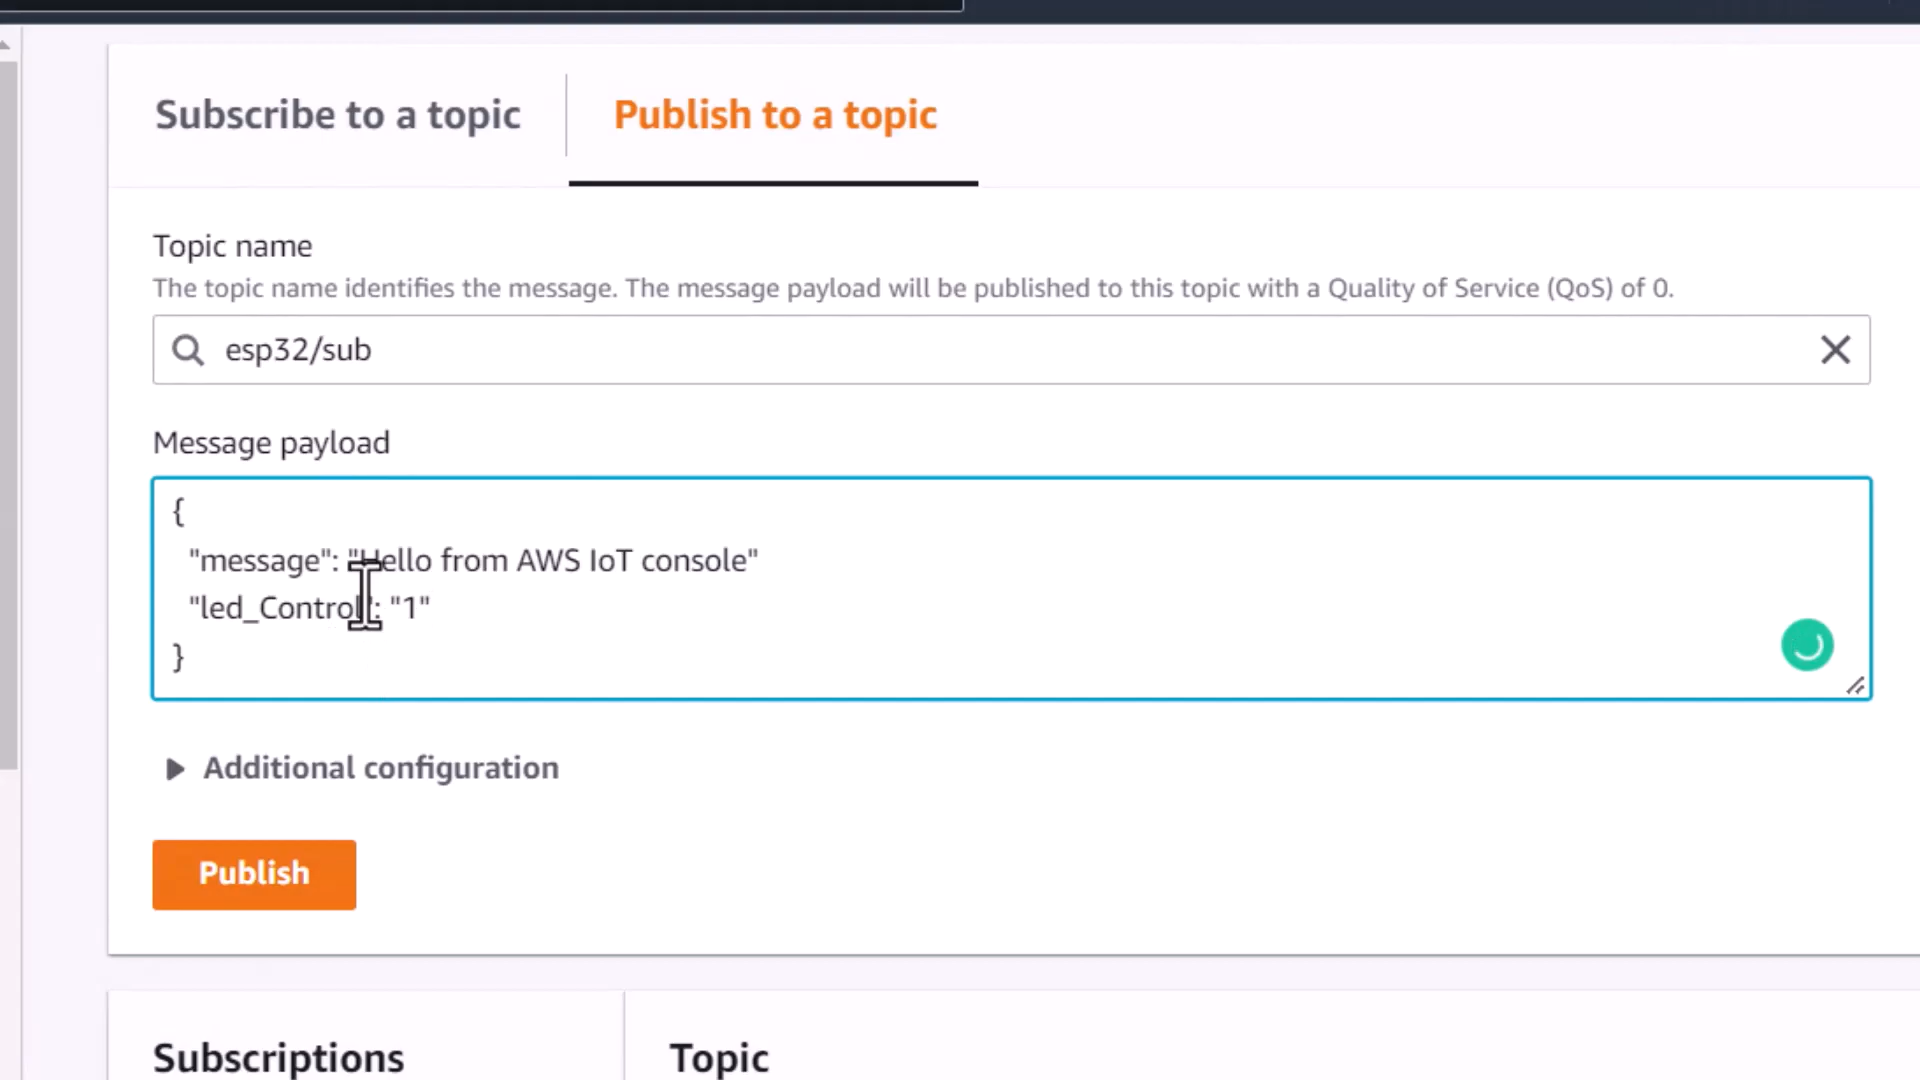 Subscribe to a topic
Publish to a topic
Topic name
The topic name identifies the message. The message payload will be published to this topic with a Quality of Service (QoS) of 0.
esp32/sub
Message payload
{
"message": "Hello from AWS IoT console"
"led_Control": "1"
}
Additional configuration
Publish
Subscriptions
Topic